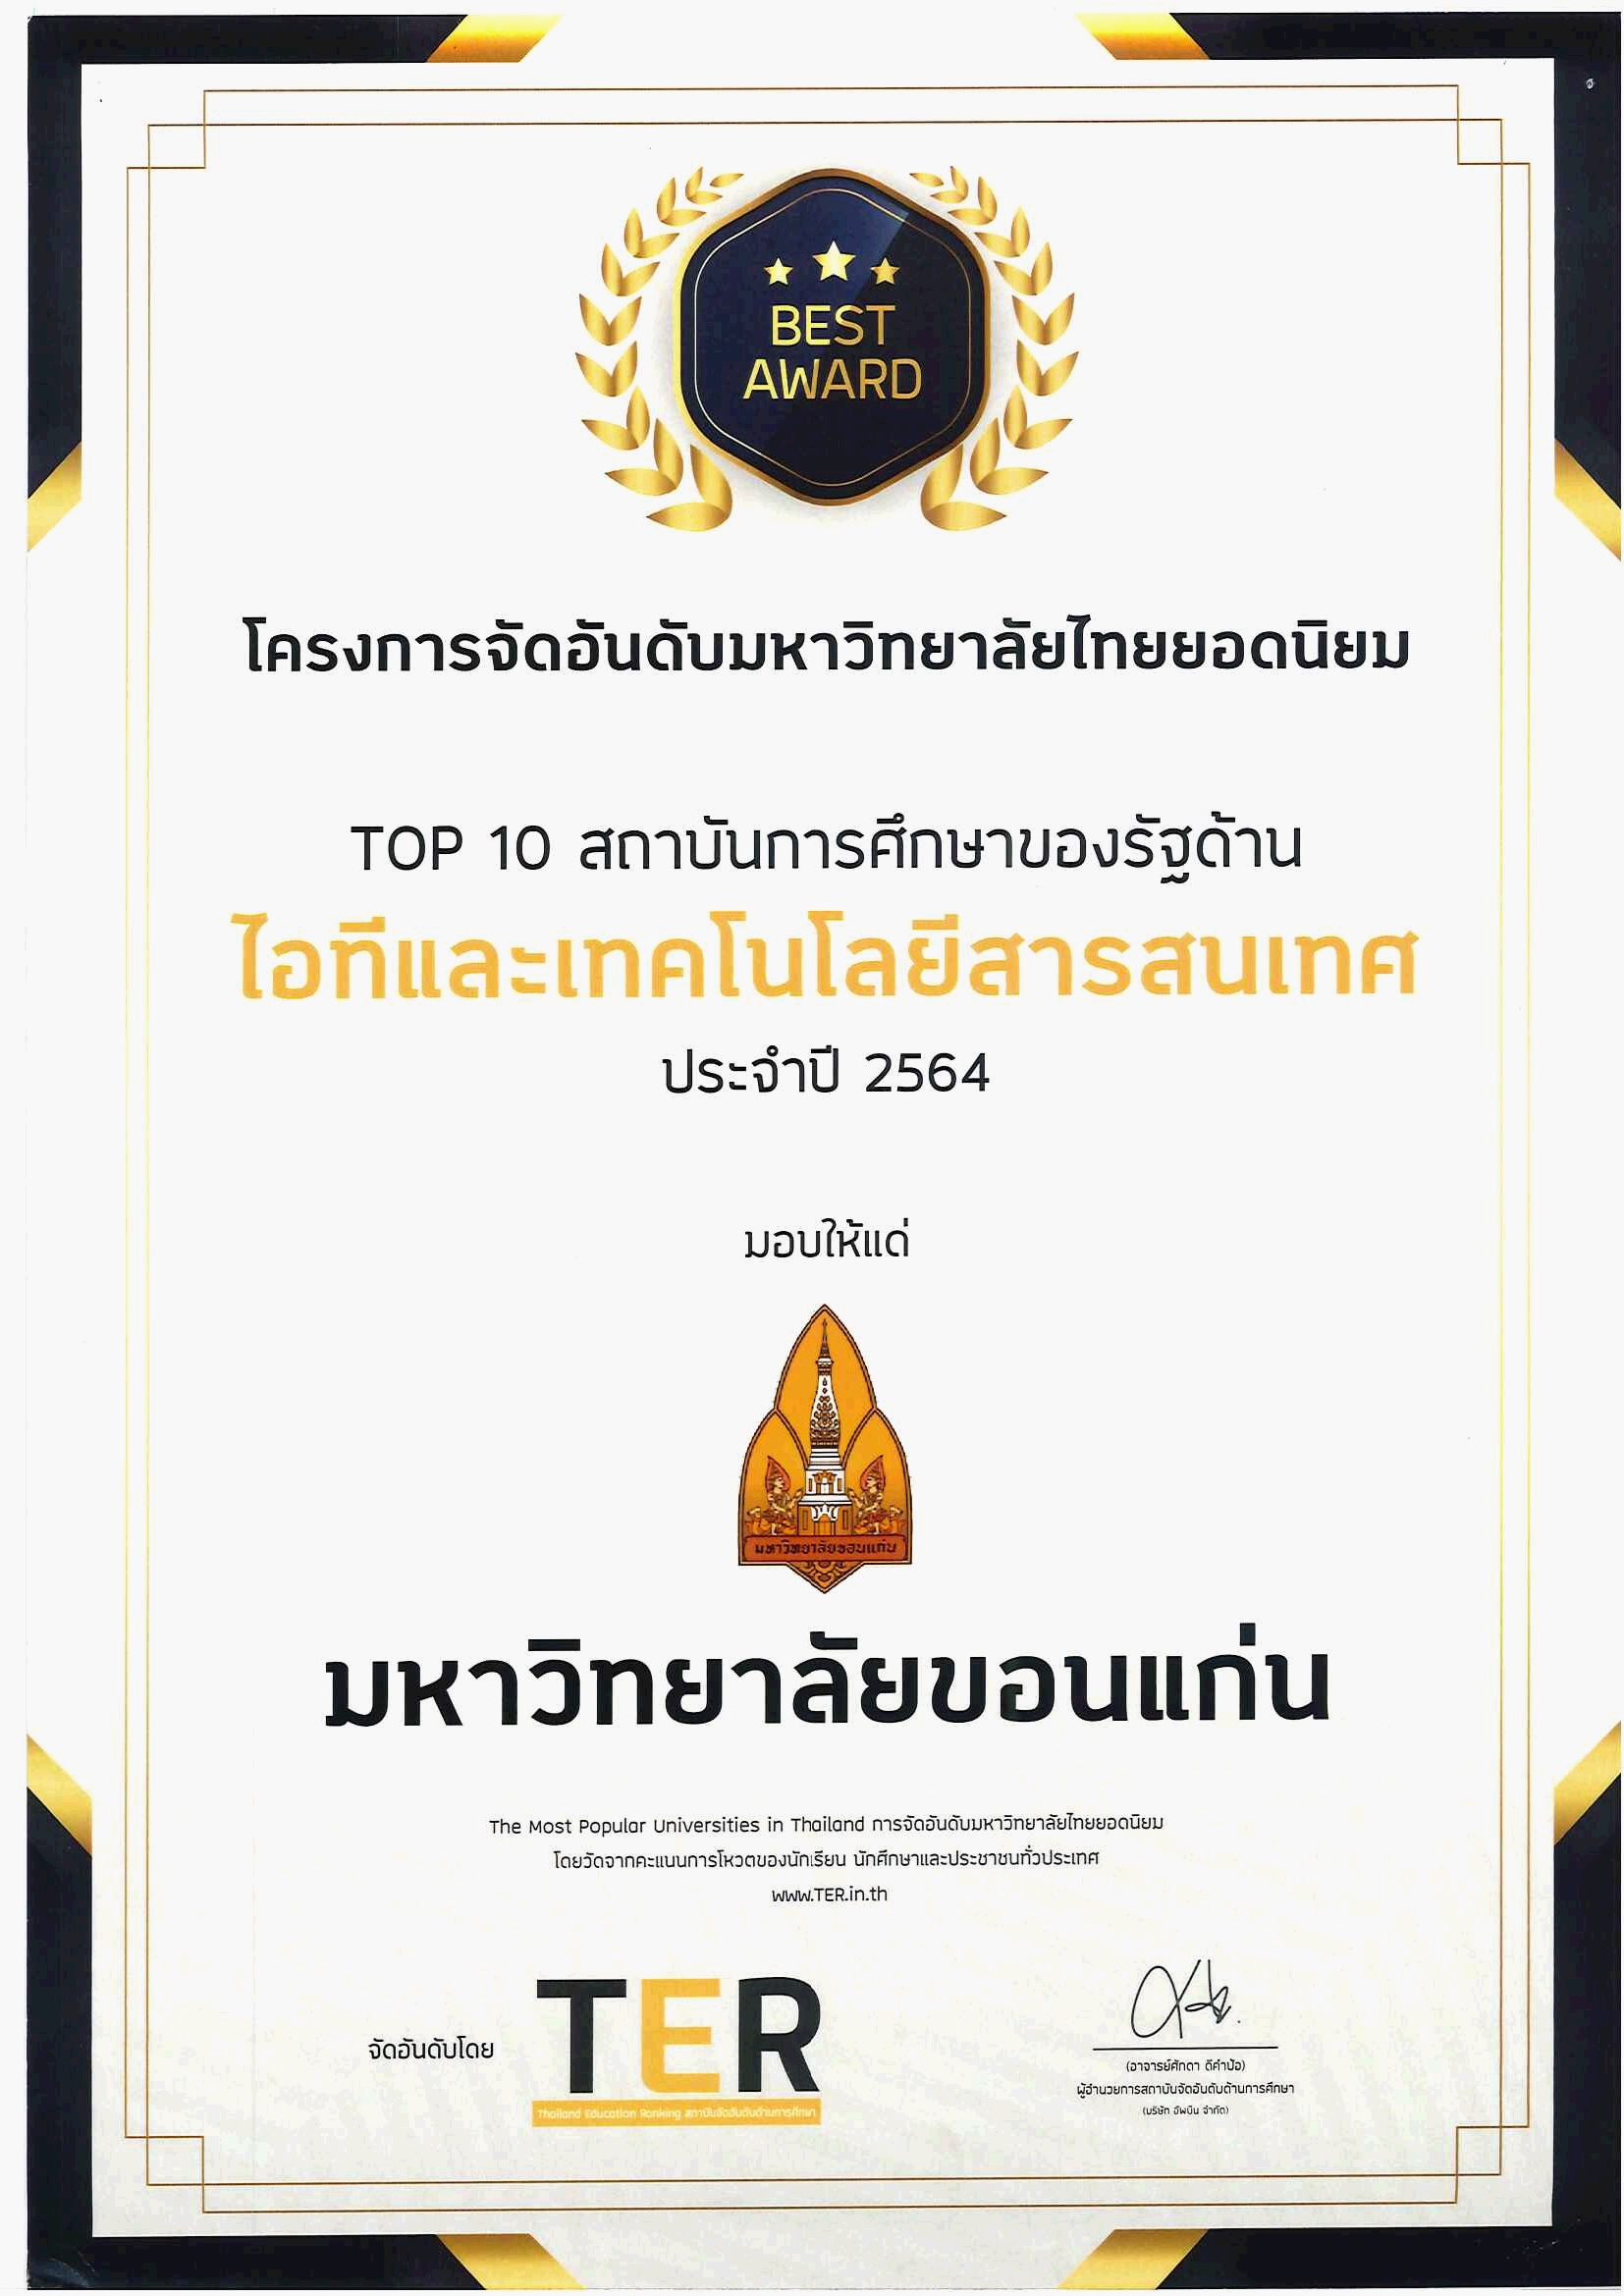 BEST
AWARD
โครงการจัดอันดับมหาวิทยาลัยไทยยอดนิยม
TOP 10 สถาบันการศึกษาของรัฐด้าน
ไอทีและเทคโนโลยีสารสนเทศ
ประจำปี 2564
มอบให้แด่
มหาวิทยาลัยขอนแก่น
มหาวิทยาลัยขอนแก่น
The Most Popular Universities in Thailand การจัดอันดับมหาวิทยาลัยไทยยอดนิยม
โดยวัดจากคะแนนการโหวตของนักเรียน นักศึกษาและประชาชนทั่วประเทศ
www.TER.in.th
จัดอันดับโดย
TER
Thailand Education Ranking สถาบันจัดอันดับด้านการศึกษา
(อาจารย์ศักดา ดีคำป้อ)
ผู้อำนวยการสถาบันจัดอันดับด้านการศึกษา
(บริษัท อัพบีน จำกัด)